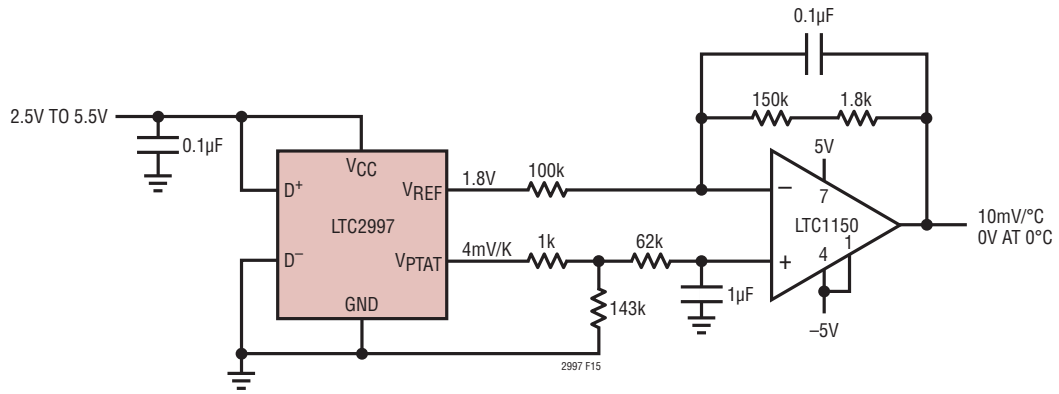 0.1µF
150k
1.8k
2.5V TO 5.5V
0.1µF
VCC
5V
D+
VREF
1.8V
100k
–
7
LTC2997
LTC1150
10mV/°C
0V AT 0°C
1k
62k
4
1
D–
VPTAT
4mV/K
+
1µF
GND
143k
–5V
2997 F15